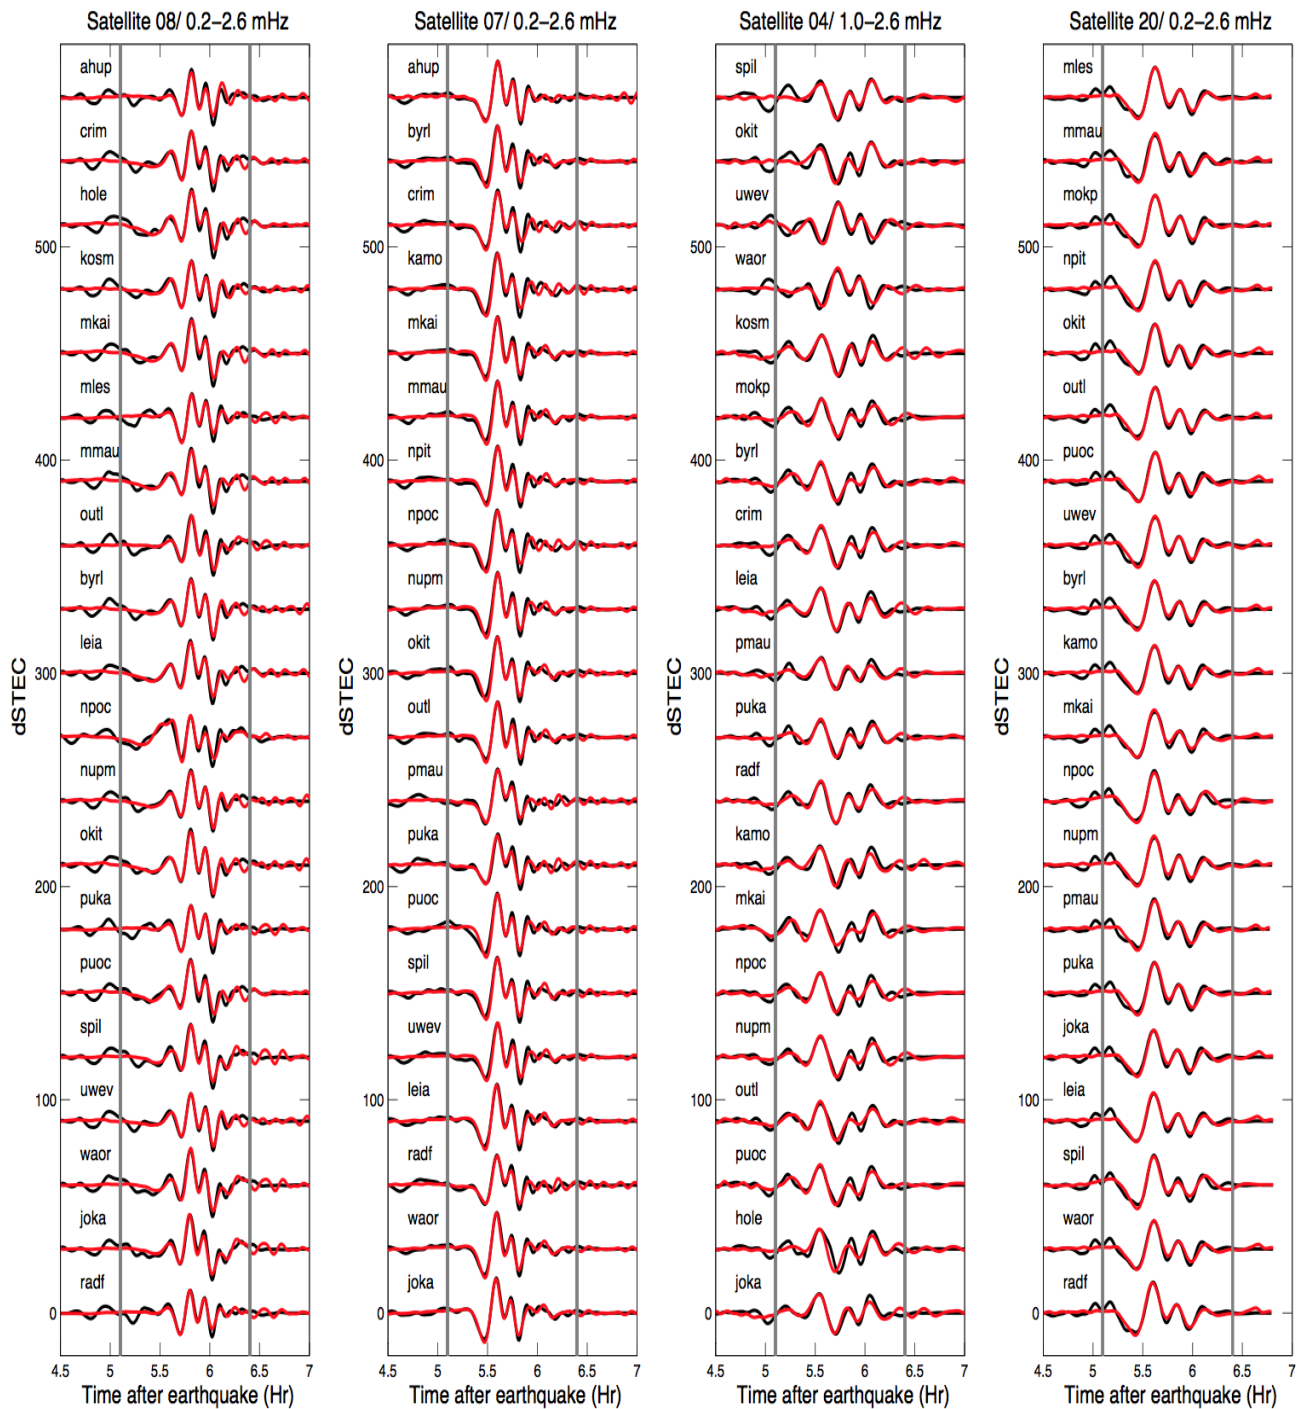 Satellite 08/ 0.2–2.6 mHz
ahup
crim
hole
500
kosm
mkai
mles
mmau
400
outl
byrl
leia
300
npoc
nupm
okit
200
puka
puoc
spil
uwev
100
waor
joka
radf
0
dSTEC
4.5 5 5.5 6 6.5 7
Time after earthquake (Hr)
Satellite 07/ 0.2–2.6 mHz
ahup
byrl
crim
500
kamo
mkai
mmau
npit
400
npoc
nupm
okit
300
outl
pmau
puka
200
puoc
spil
uwev
leia
100
radf
waor
joka
0
dSTEC
4.5 5 5.5 6 6.5 7
Time after earthquake (Hr)
Satellite 04/ 1.0–2.6 mHz
spil
okit
uwev
500
waor
kosm
mokp
byrl
400
crim
leia
pmau
300
puka
radf
kamo
200
mkai
npoc
nupm
outl
100
puoc
hole
joka
0
dSTEC
4.5 5 5.5 6 6.5 7
Time after earthquake (Hr)
Satellite 20/ 0.2–2.6 mHz
mles
mmau
mokp
500
npit
okit
outl
puoc
400
uwev
byrl
kamo
300
mkai
npoc
nupm
200
pmau
puka
joka
leia
100
spil
waor
radf
0
dSTEC
4.5 5 5.5 6 6.5 7
Time after earthquake (Hr)